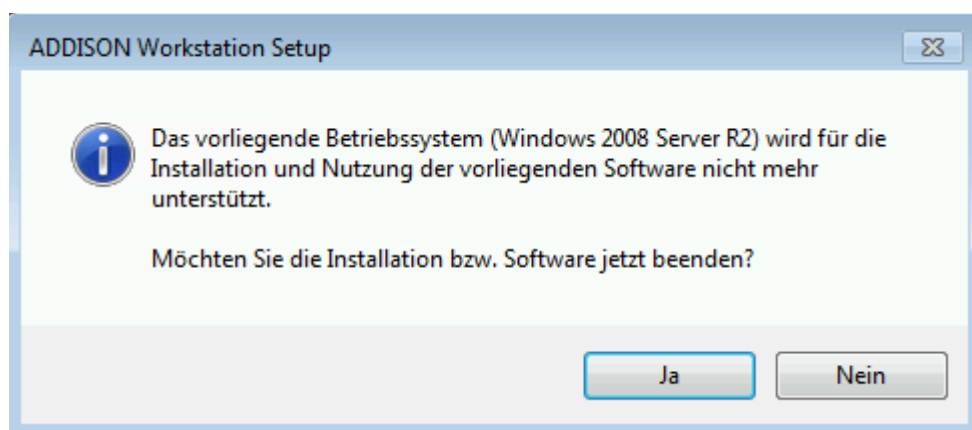 ADDISON Workstation Setup
Das vorliegende Betriebssystem (Windows 2008 Server R2) wird für die
Installation und Nutzung der vorliegenden Software nicht mehr
unterstützt.
Möchten Sie die Installation bzw. Software jetzt beenden?
Ja
Nein